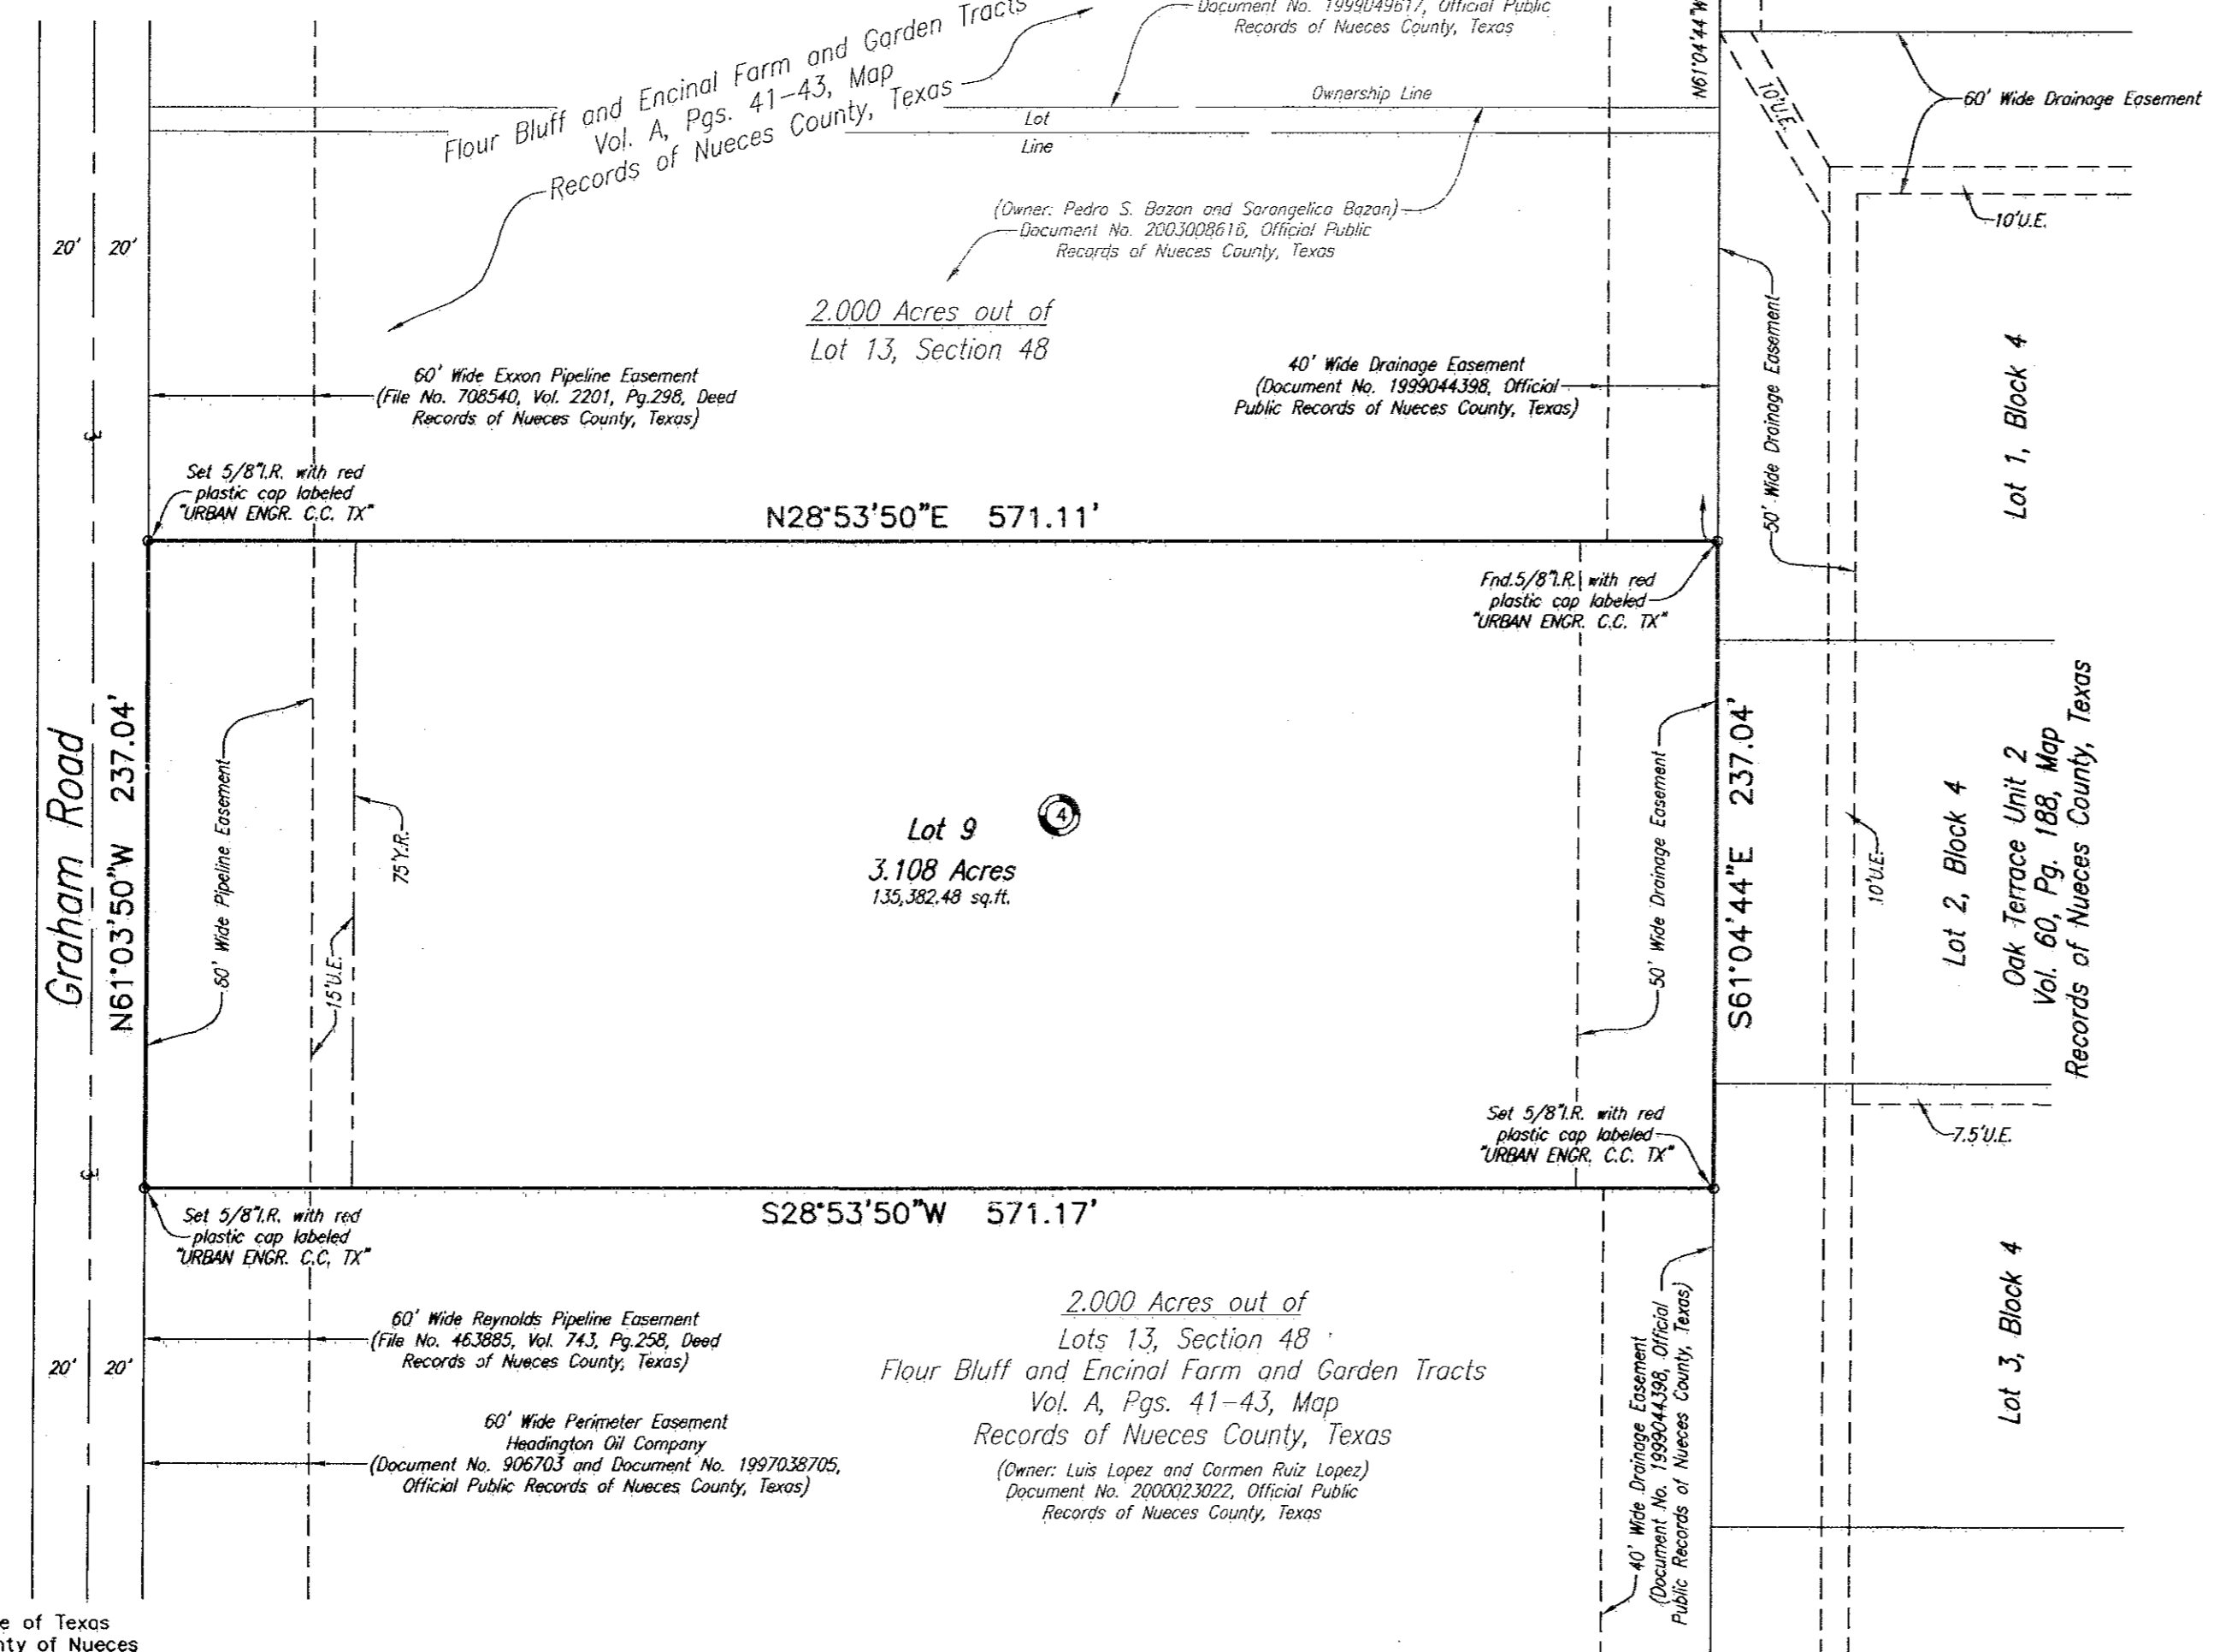 Document No. 1999049617, Official Public
Records of Nueces County, Texas
Flour Bluff and Encinal Farm and Garden Tracts
Vol. A, Pgs. 41-43, Map
Records of Nueces County, Texas
N61°04'44"W
10'U.E.
60' Wide Drainage Easement
Ownership Line
Lot
Line
10'U.E.
(Owner: Pedro S. Bazan and Sarangelica Bazan)
Document No. 2003008616, Official Public
Records of Nueces County, Texas
20' 20'
2.000 Acres out of
Lot 13, Section 48
60' Wide Exxon Pipeline Easement
(File No. 708540, Vol. 2201, Pg.298, Deed
Records of Nueces County, Texas)
40' Wide Drainage Easement
(Document No. 1999044398, Official
Public Records of Nueces County, Texas)
50' Wide Drainage Easement
Lot 1, Block 4
Set 5/8"I.R. with red
plastic cap labeled
"URBAN ENGR. C.C. TX"
N28°53'50"E 571.11'
Fnd.5/8"I.R. with red
plastic cap labeled
"URBAN ENGR. C.C. TX"
Graham Road
N61°03'50"W 237.04'
60' Wide Pipeline Easement
15'U.E.
75'Y.R.
Lot 9
3.108 Acres
135,382.48 sq.ft.
4
50' Wide Drainage Easement
S61°04'44"E 237.04'
10'U.E.
Lot 2, Block 4
Oak Terrace Unit 2
Vol. 60, Pg. 188, Map
Records of Nueces County, Texas
Set 5/8"I.R. with red
plastic cap labeled
"URBAN ENGR. C.C. TX"
7.5'U.E.
S28°53'50"W 571.17'
Set 5/8"I.R. with red
plastic cap labeled
"URBAN ENGR. C.C. TX"
60' Wide Reynolds Pipeline Easement
(File No. 463885, Vol. 743, Pg.258, Deed
Records of Nueces County, Texas)
20' 20'
60' Wide Perimeter Easement
Headington Oil Company
(Document No. 906703 and Document No. 1997038705,
Official Public Records of Nueces County, Texas)
2.000 Acres out of
Lots 13, Section 48
Flour Bluff and Encinal Farm and Garden Tracts
Vol. A, Pgs. 41-43, Map
Records of Nueces County, Texas
(Owner: Luis Lopez and Carmen Ruiz Lopez)
Document No. 2000023022, Official Public
Records of Nueces County, Texas
40' Wide Drainage Easement
(Document No. 1999044398, Official
Public Records of Nueces County, Texas)
Lot 3, Block 4
e of Texas
nty of Nueces